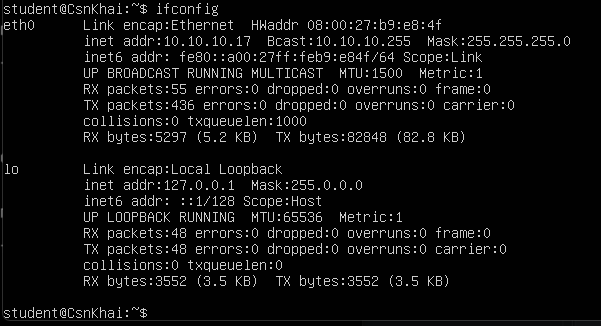 student@CsnKhai:~$ ifconfig
eth0      Link encap:Ethernet  HWaddr 08:00:27:b9:e8:4f
          inet addr:10.10.10.17  Bcast:10.10.10.255  Mask:255.255.255.0
          inet6 addr: fe80::a00:27ff:feb9:e84f/64 Scope:Link
          UP BROADCAST RUNNING MULTICAST  MTU:1500  Metric:1
          RX packets:55 errors:0 dropped:0 overruns:0 frame:0
          TX packets:436 errors:0 dropped:0 overruns:0 carrier:0
          collisions:0 txqueuelen:1000
          RX bytes:5297 (5.2 KB)  TX bytes:82848 (82.8 KB)

lo        Link encap:Local Loopback
          inet addr:127.0.0.1  Mask:255.0.0.0
          inet6 addr: ::1/128 Scope:Host
          UP LOOPBACK RUNNING  MTU:65536  Metric:1
          RX packets:48 errors:0 dropped:0 overruns:0 frame:0
          TX packets:48 errors:0 dropped:0 overruns:0 carrier:0
          collisions:0 txqueuelen:0
          RX bytes:3552 (3.5 KB)  TX bytes:3552 (3.5 KB)

student@CsnKhai:~$